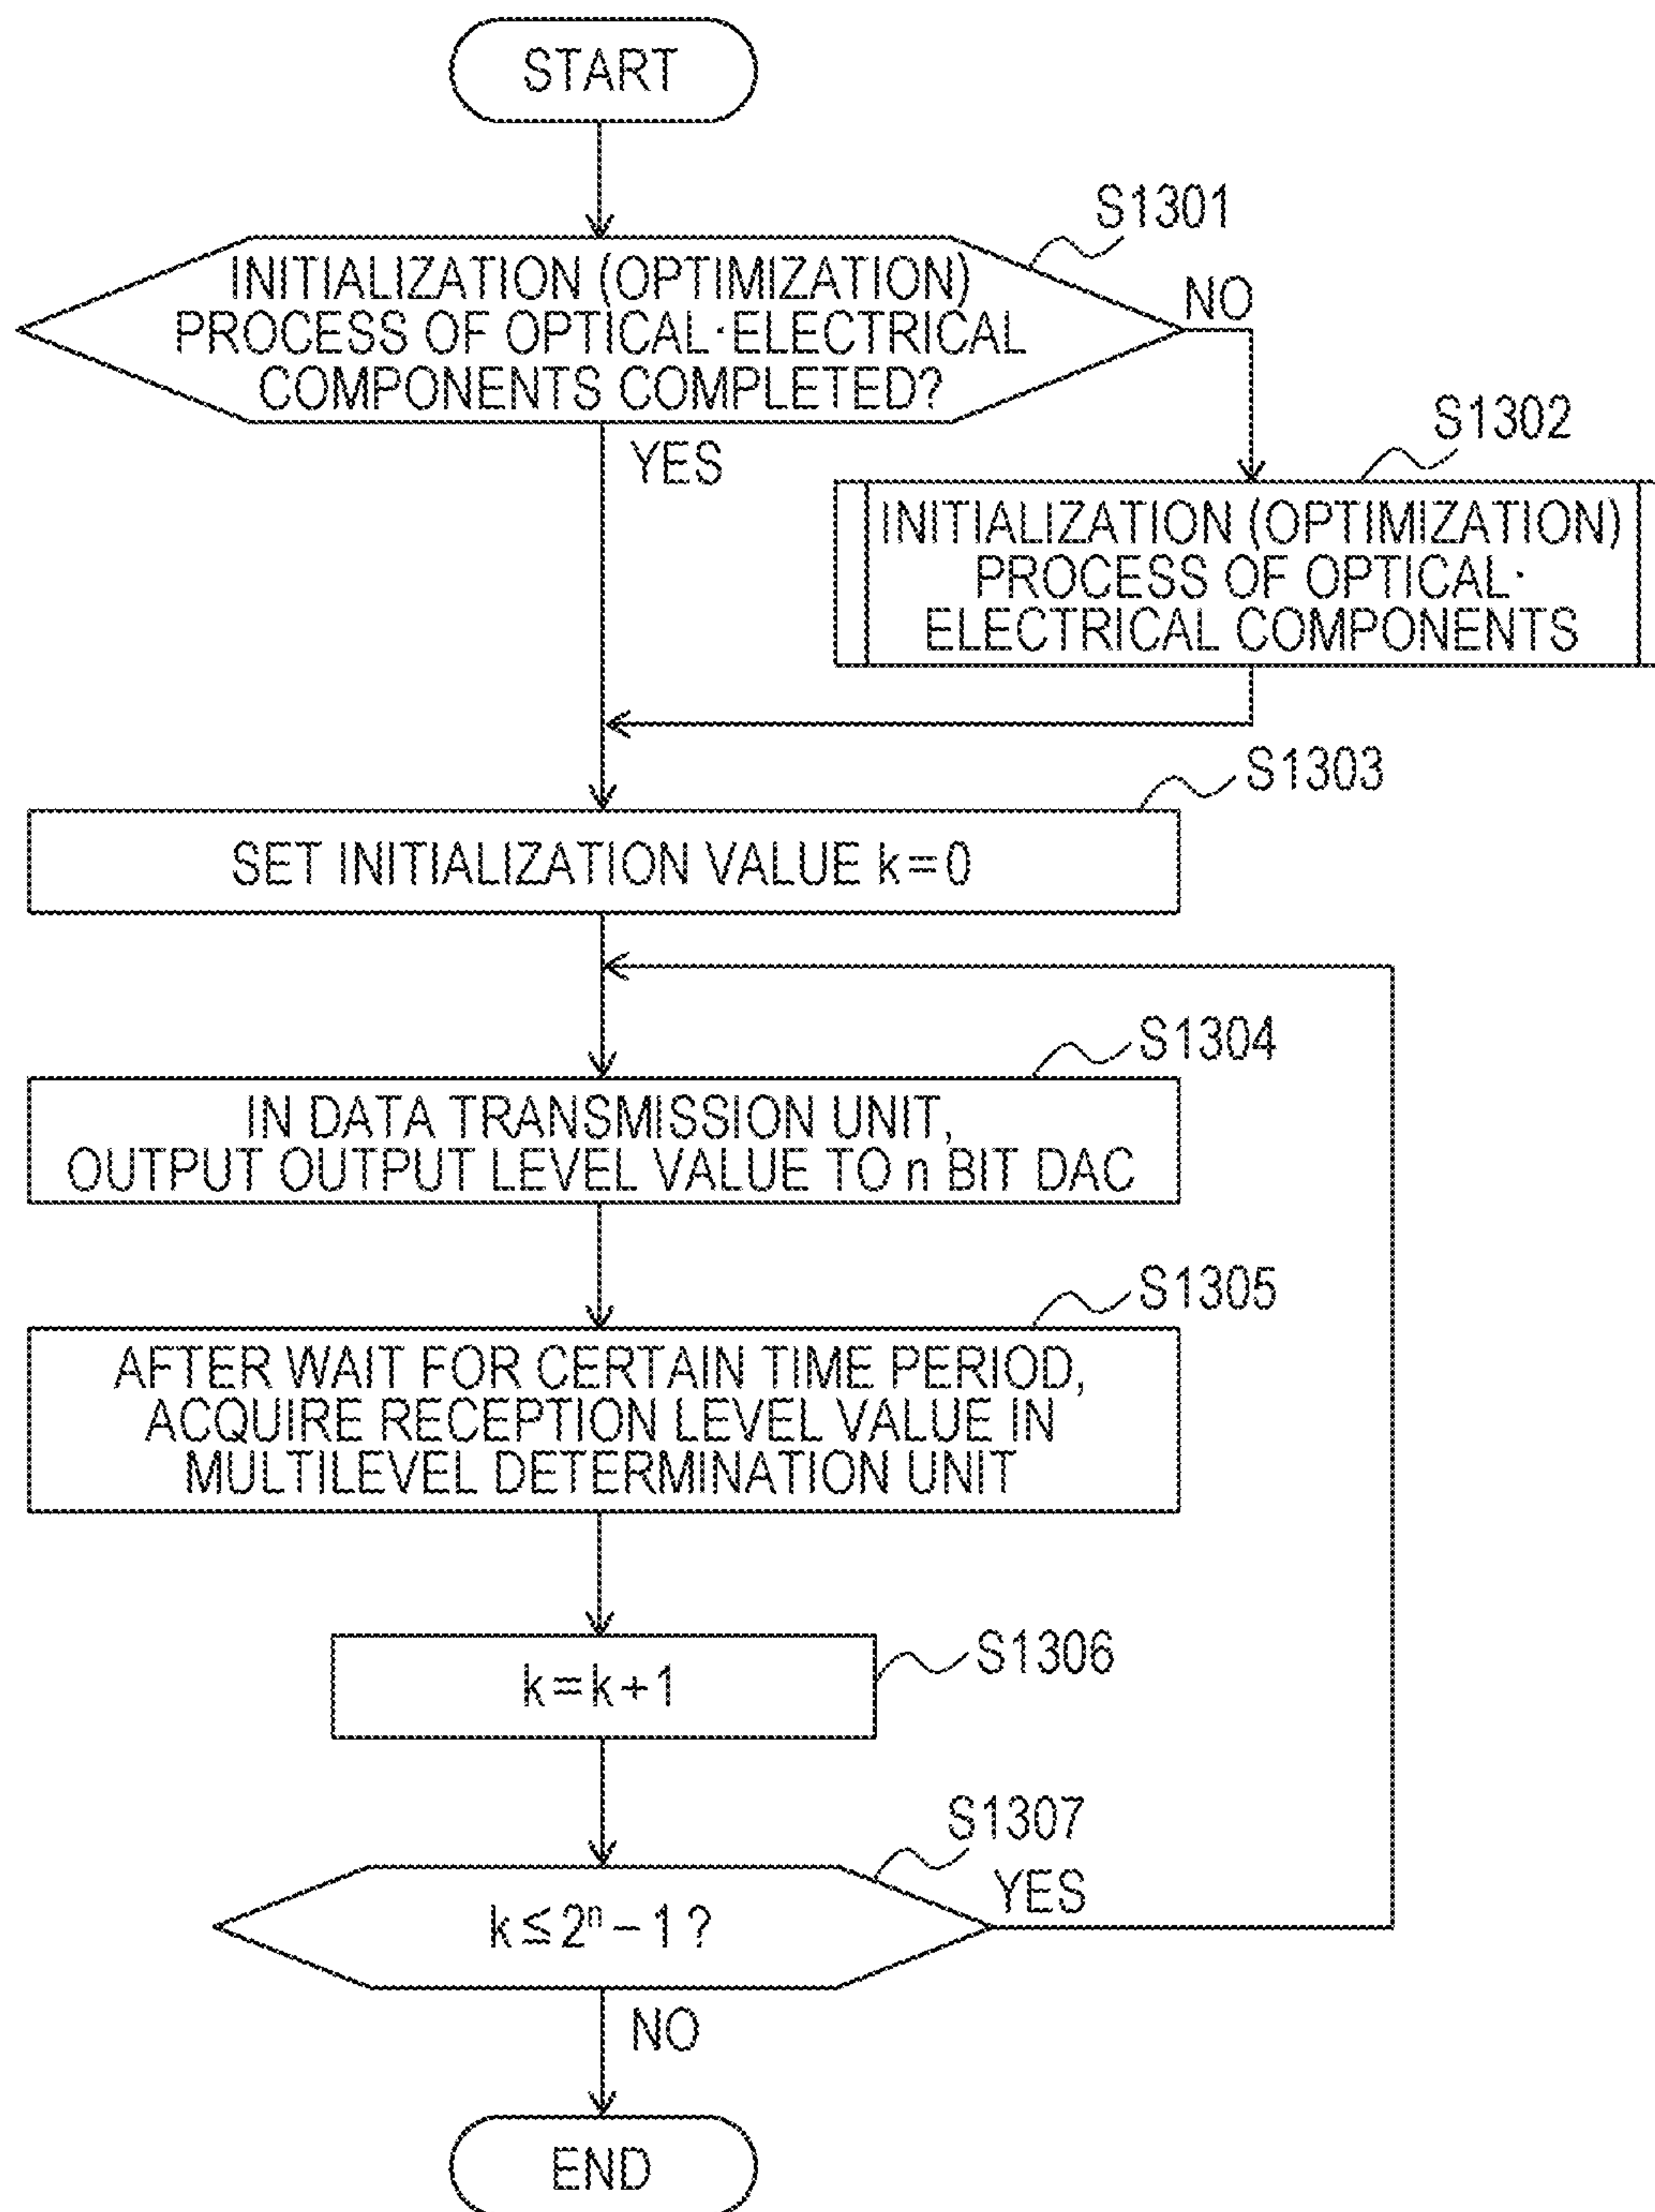 START
S1301
INITIALIZATION (OPTIMIZATION)
PROCESS OF OPTICAL·ELECTRICAL
COMPONENTS COMPLETED?
NO
YES
S1302
INITIALIZATION (OPTIMIZATION)
PROCESS OF OPTICAL·
ELECTRICAL COMPONENTS
S1303
SET INITIALIZATION VALUE k=0
S1304
IN DATA TRANSMISSION UNIT,
OUTPUT OUTPUT LEVEL VALUE TO n BIT DAC
S1305
AFTER WAIT FOR CERTAIN TIME PERIOD,
ACQUIRE RECEPTION LEVEL VALUE IN
MULTILEVEL DETERMINATION UNIT
S1306
k=k+1
S1307
k≦2ⁿ−1?
YES
NO
END